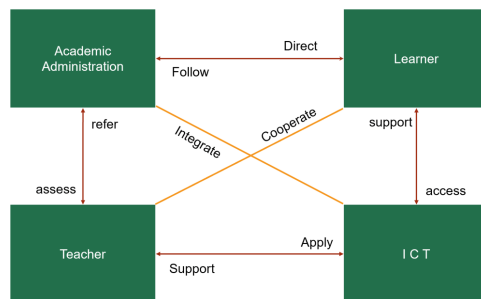 Academic
Administration
Direct
Follow
Learner
refer
Integrate
Cooperate
support
assess
access
Teacher
Apply
Support
I C T